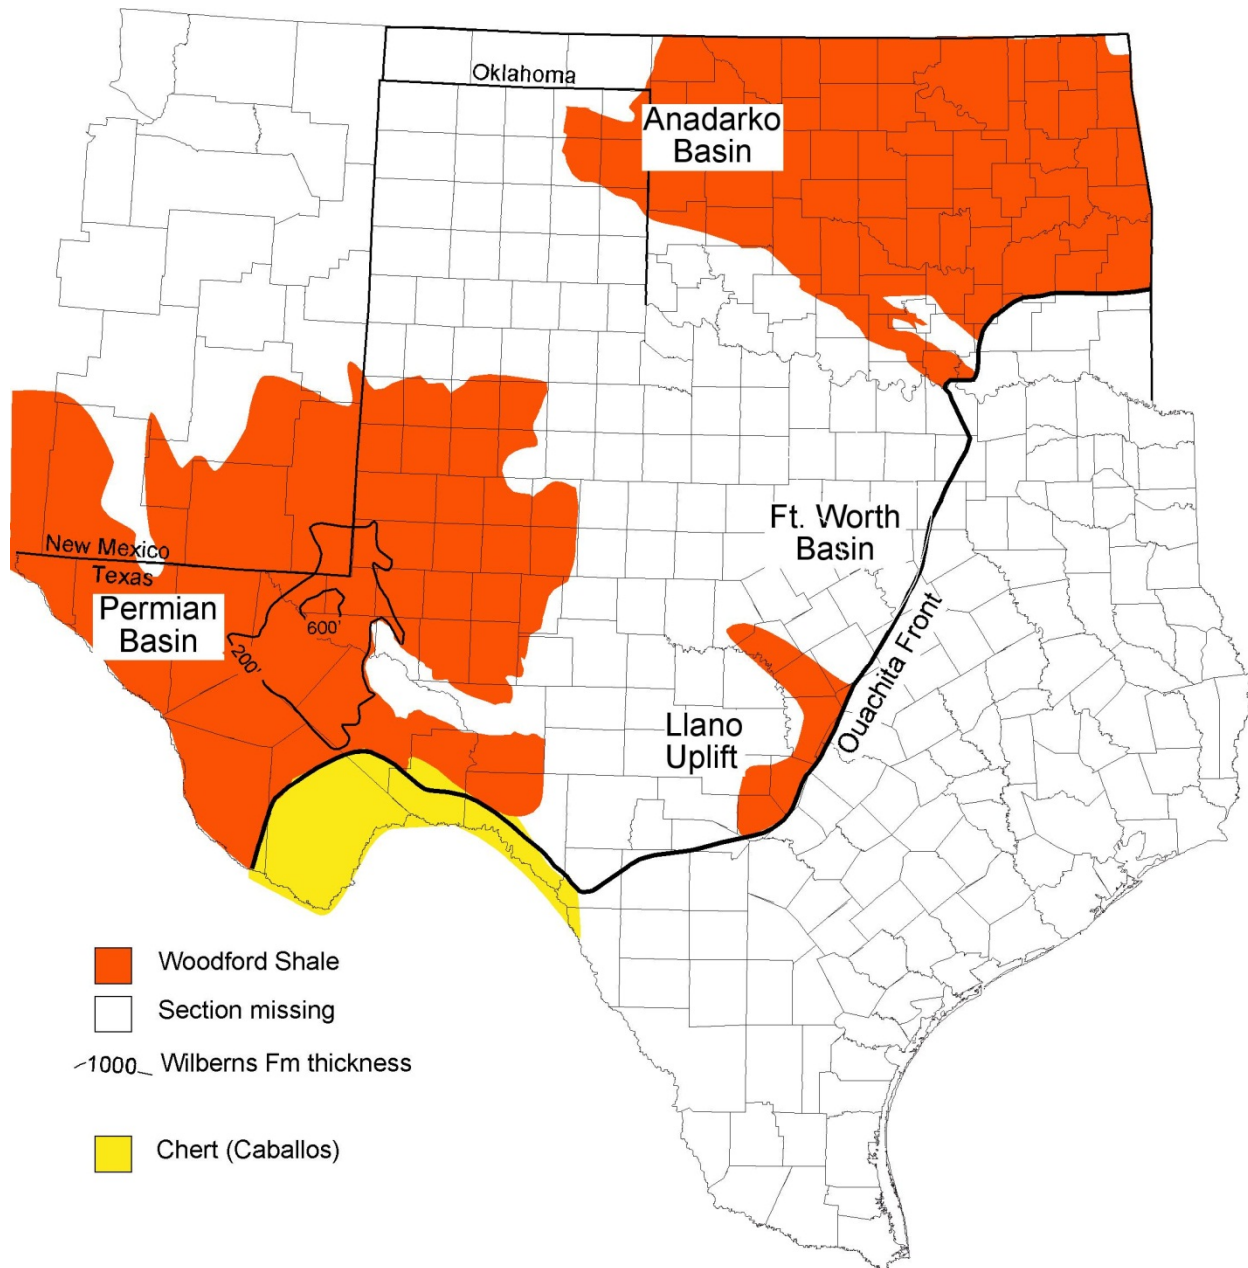 Oklahoma
Anadarko
Basin
Ft. Worth
Basin
New Mexico
Texas
Permian
Basin
600'
200'
Ouachita Front
Llano
Uplift
Woodford Shale
Section missing
1000 Wilberns Fm thickness
Chert (Caballos)